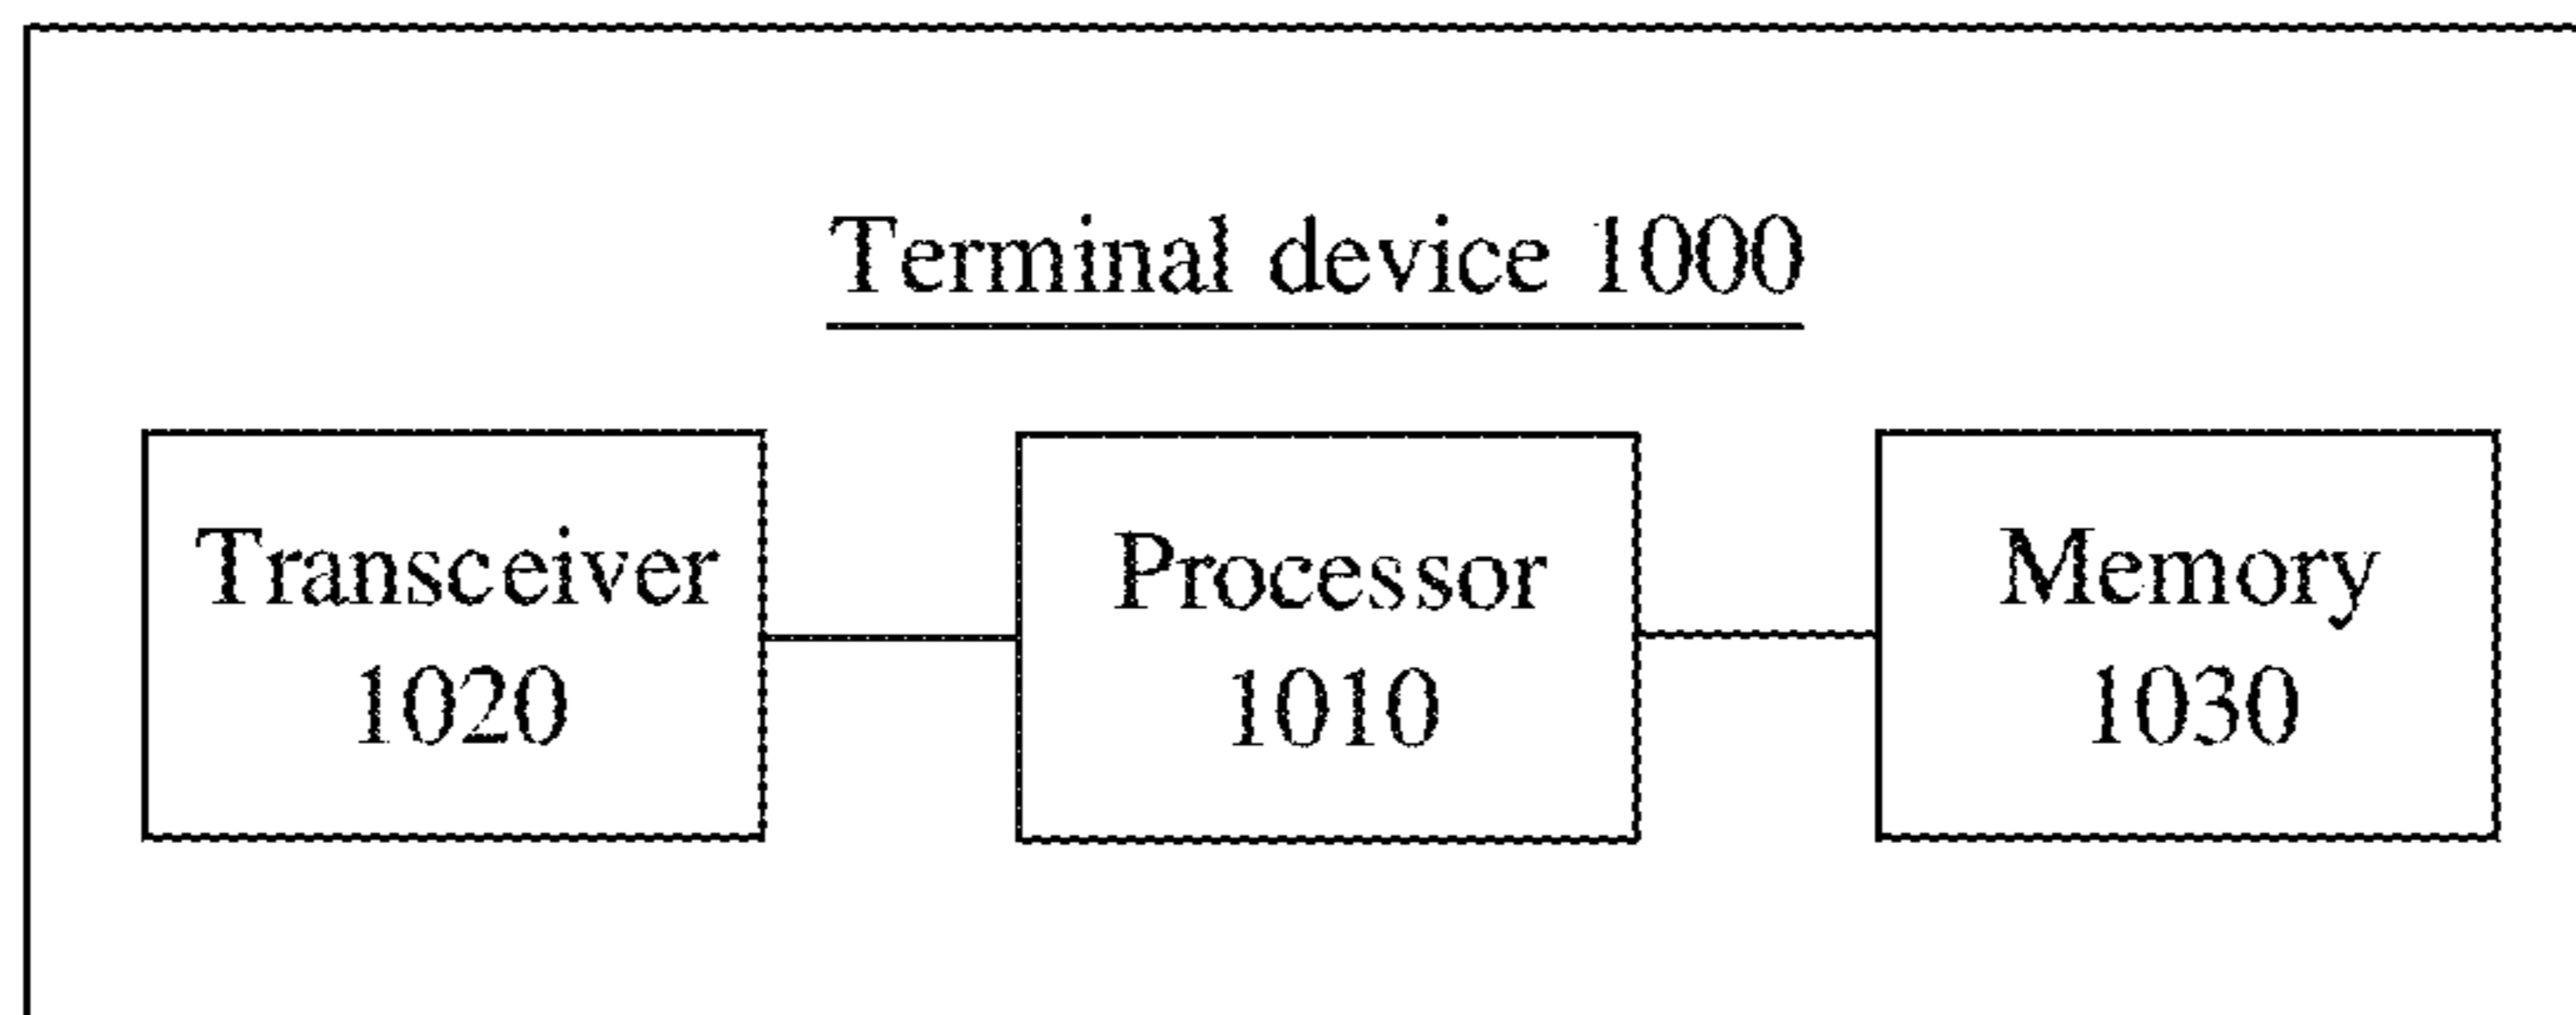 Terminal device 1000
Transceiver
1020
Processor
1010
Memory
1030